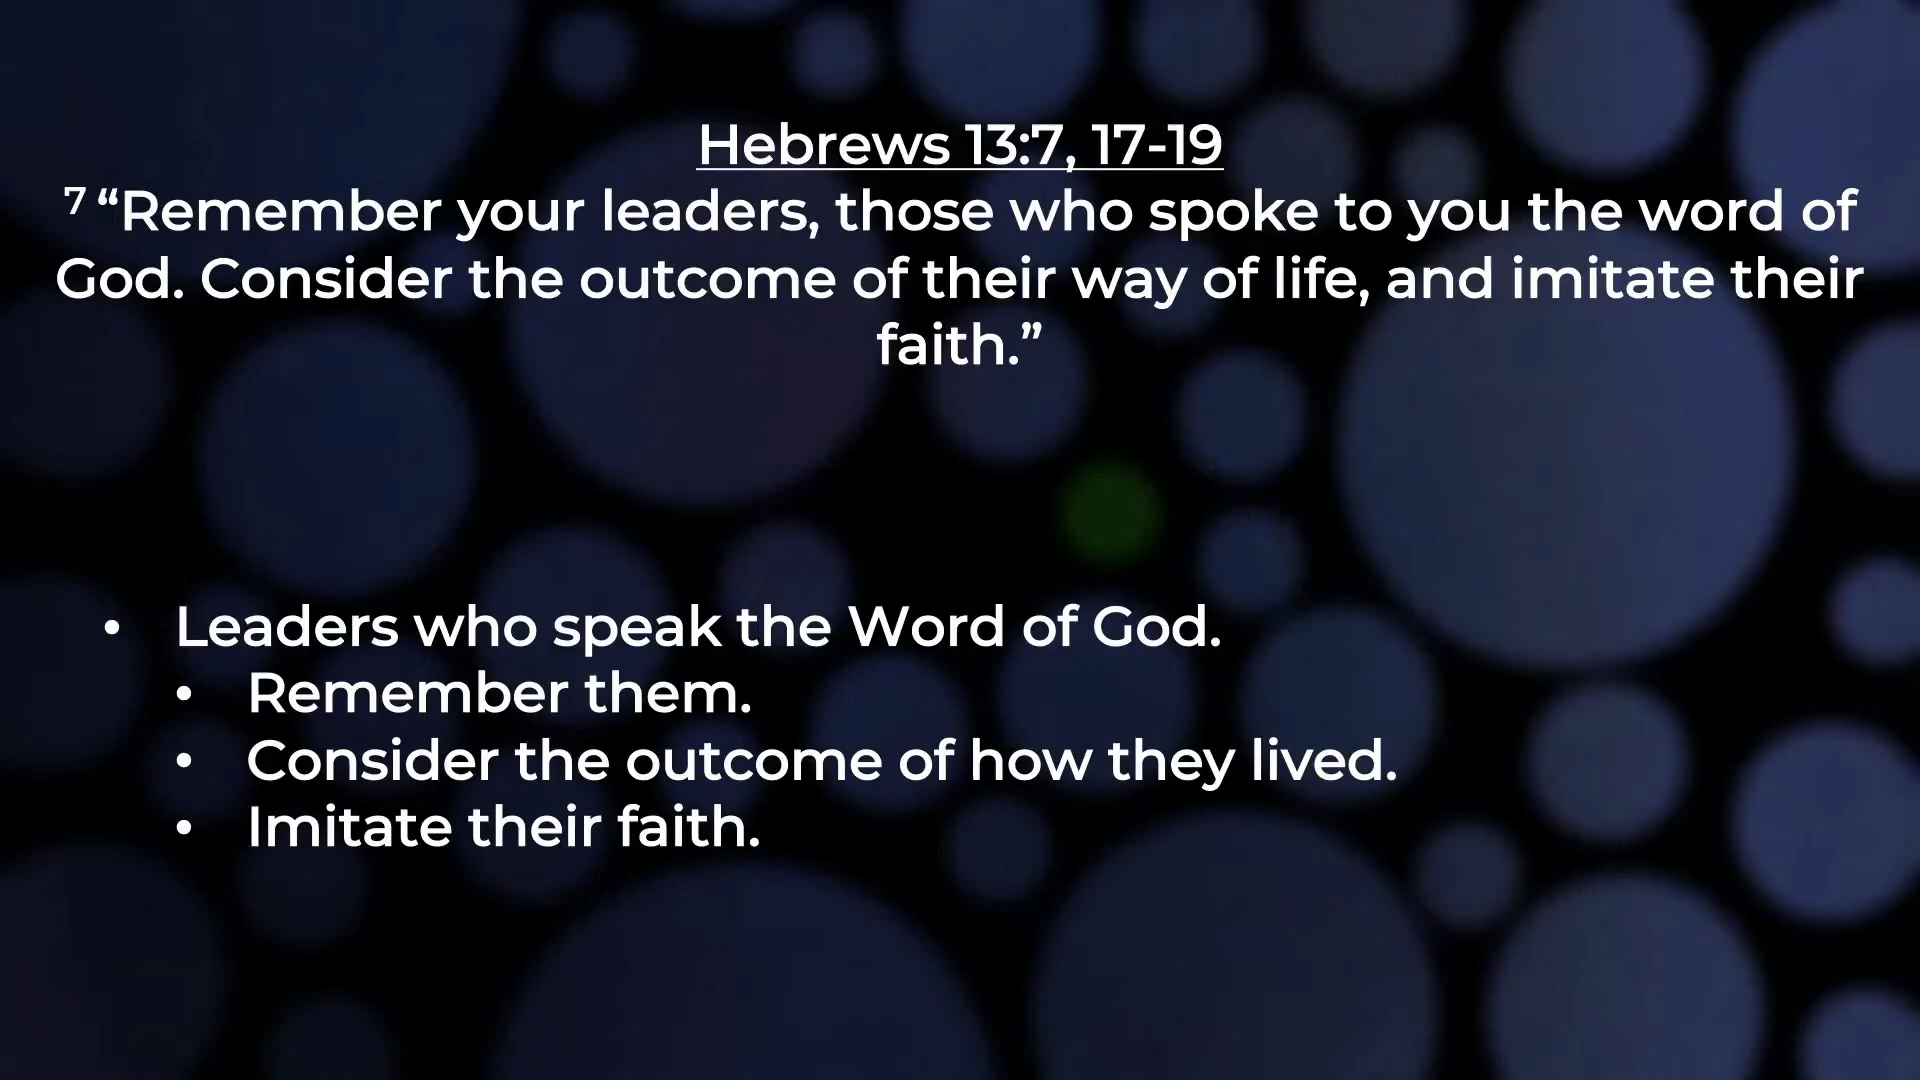 Hebrews 13:7, 17-19
7 “Remember your leaders, those who spoke to you the word of
God. Consider the outcome of their way of life, and imitate their
faith.”
• Leaders who speak the Word of God.
• Remember them.
• Consider the outcome of how they lived.
• Imitate their faith.